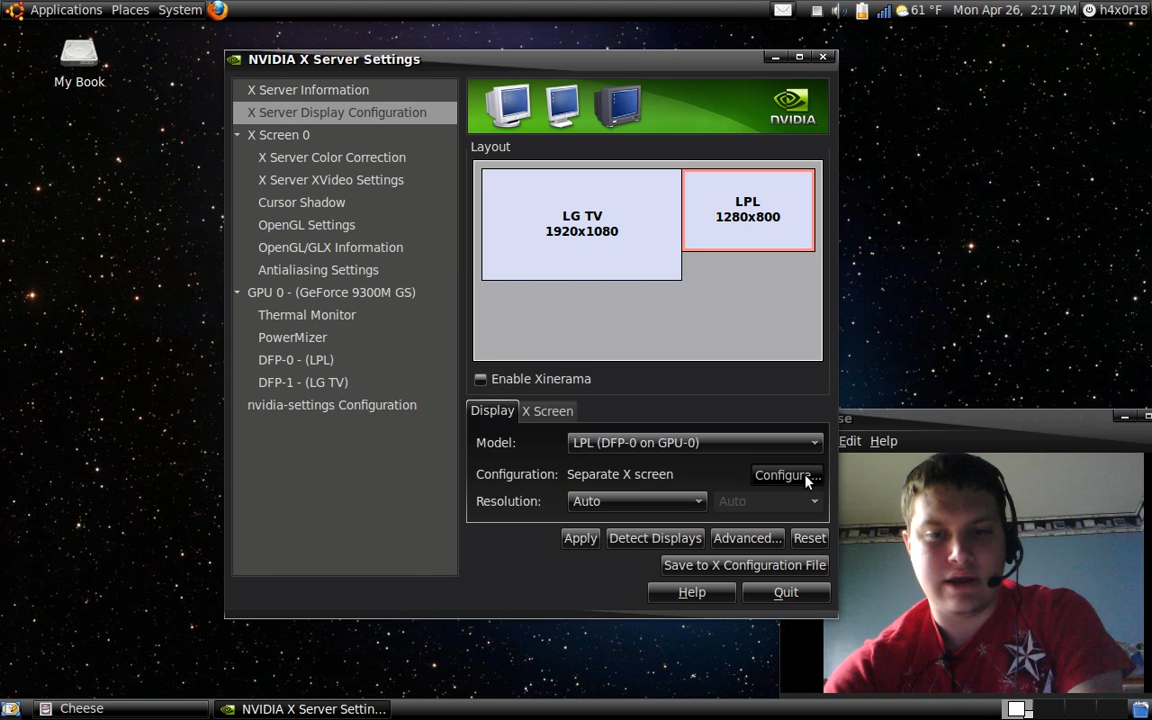 Applications Places System 61 °F Mon Apr 26, 2:17 PM h4x0r18
My Book
NVIDIA X Server Settings
X Server Information
X Server Display Configuration
X Screen 0
X Server Color Correction
X Server XVideo Settings
Cursor Shadow
OpenGL Settings
OpenGL/GLX Information
Antialiasing Settings
GPU 0 - (GeForce 9300M GS)
Thermal Monitor
PowerMizer
DFP-0 - (LPL)
DFP-1 - (LG TV)
nvidia-settings Configuration
NVIDIA
Layout
LG TV
1920x1080
LPL
1280x800
Enable Xinerama
Display X Screen
Model: LPL (DFP-0 on GPU-0)
Configuration: Separate X screen Configure...
Resolution: Auto Auto
Apply Detect Displays Advanced... Reset
Save to X Configuration File
Help Quit
se
Edit Help
Cheese NVIDIA X Server Settin...